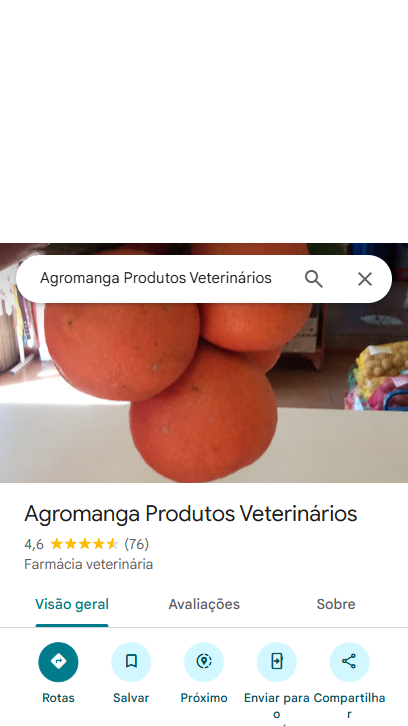 Agromanga Produtos Veterinários
Agromanga Produtos Veterinários
4,6 (76)
Farmácia veterinária
Visão geral Avaliações Sobre
Rotas Salvar Próximo Enviar para o Compartilhar